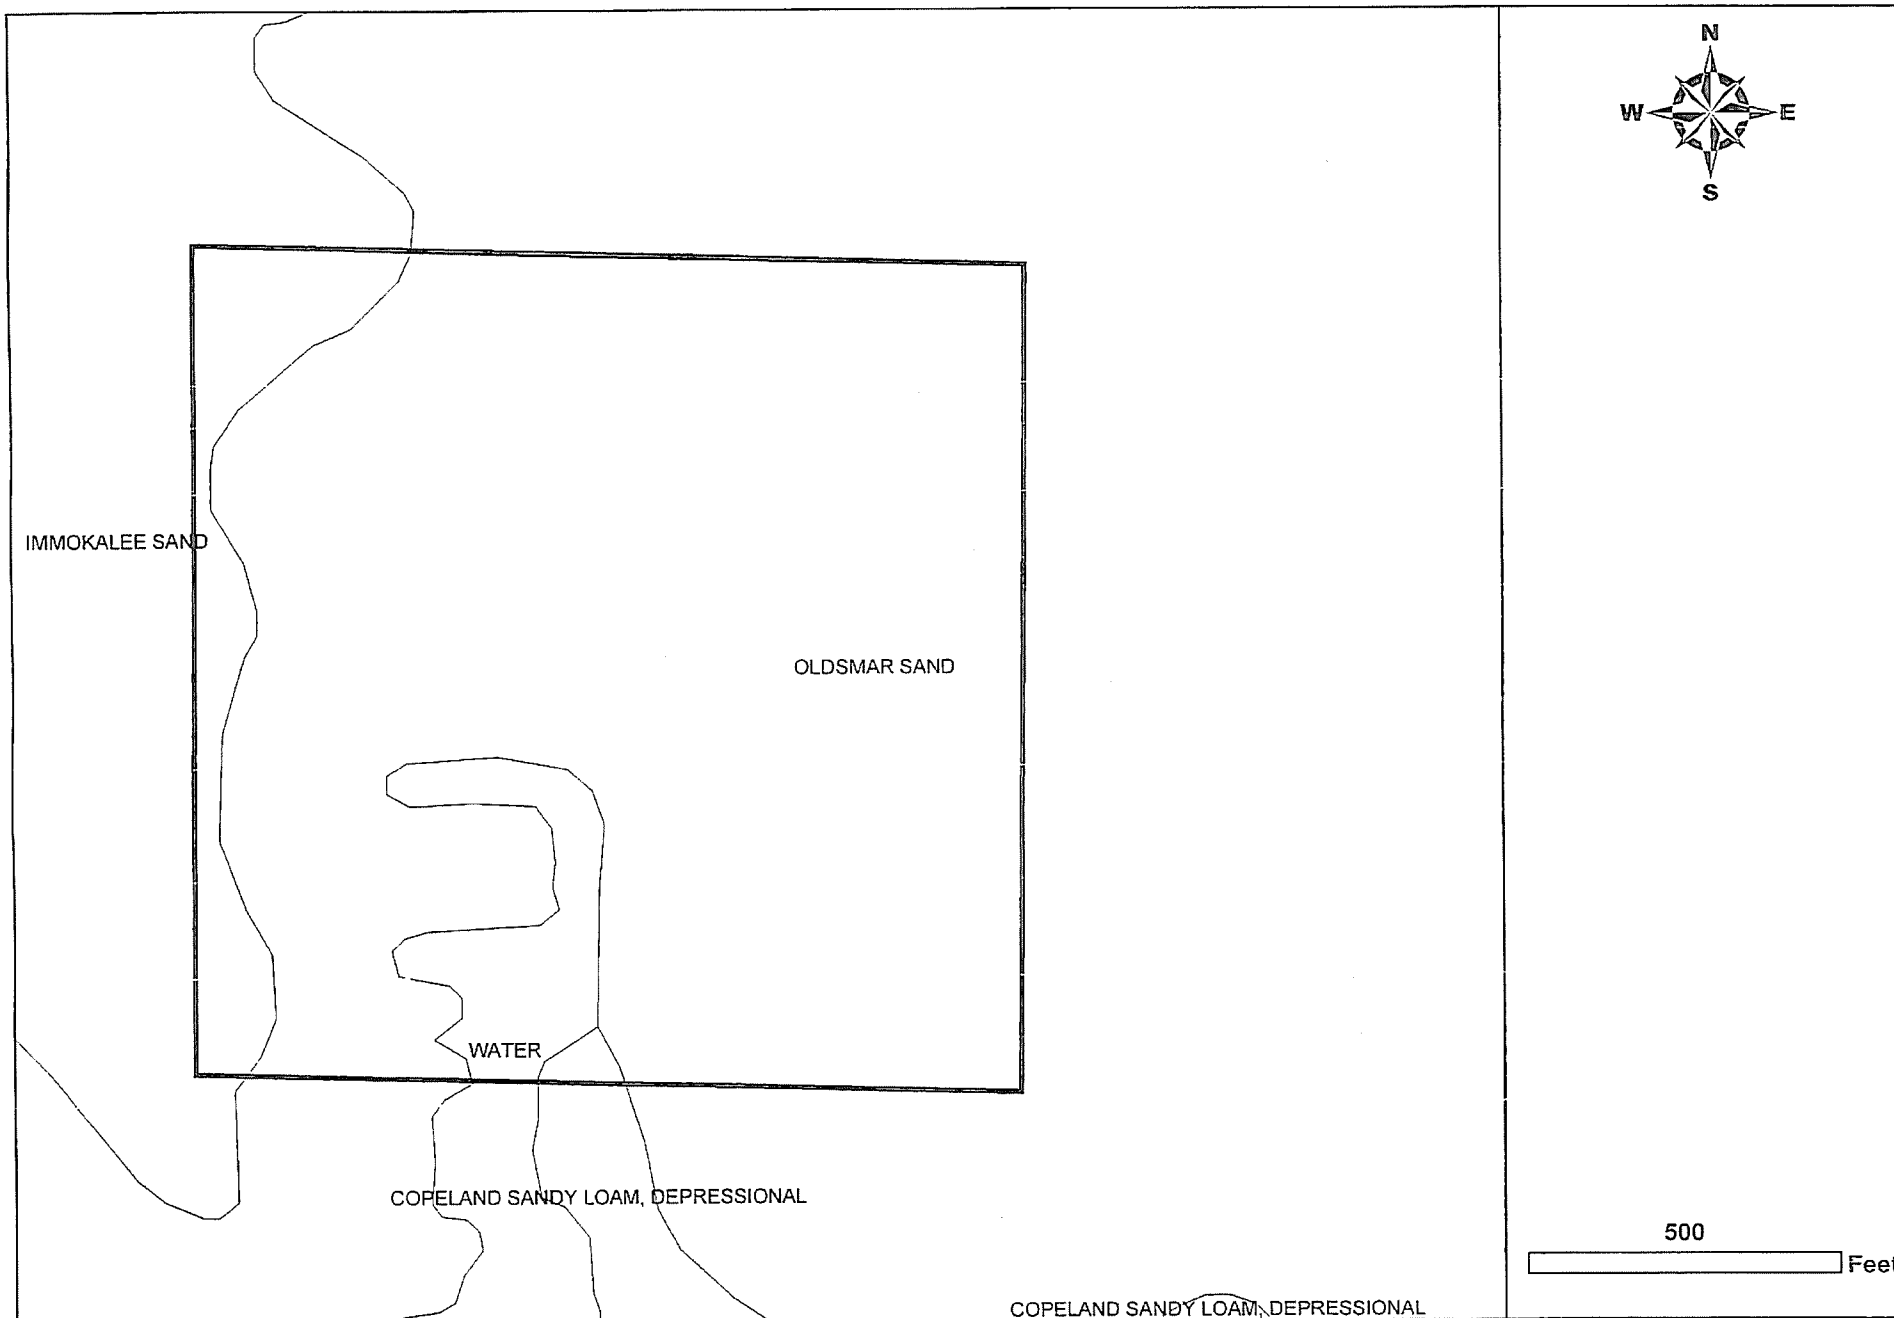 N
W E
S
IMMOKALEE SAND
OLDSMAR SAND
WATER
COPELAND SANDY LOAM, DEPRESSIONAL
500
Feet
COPELAND SANDY LOAM, DEPRESSIONAL